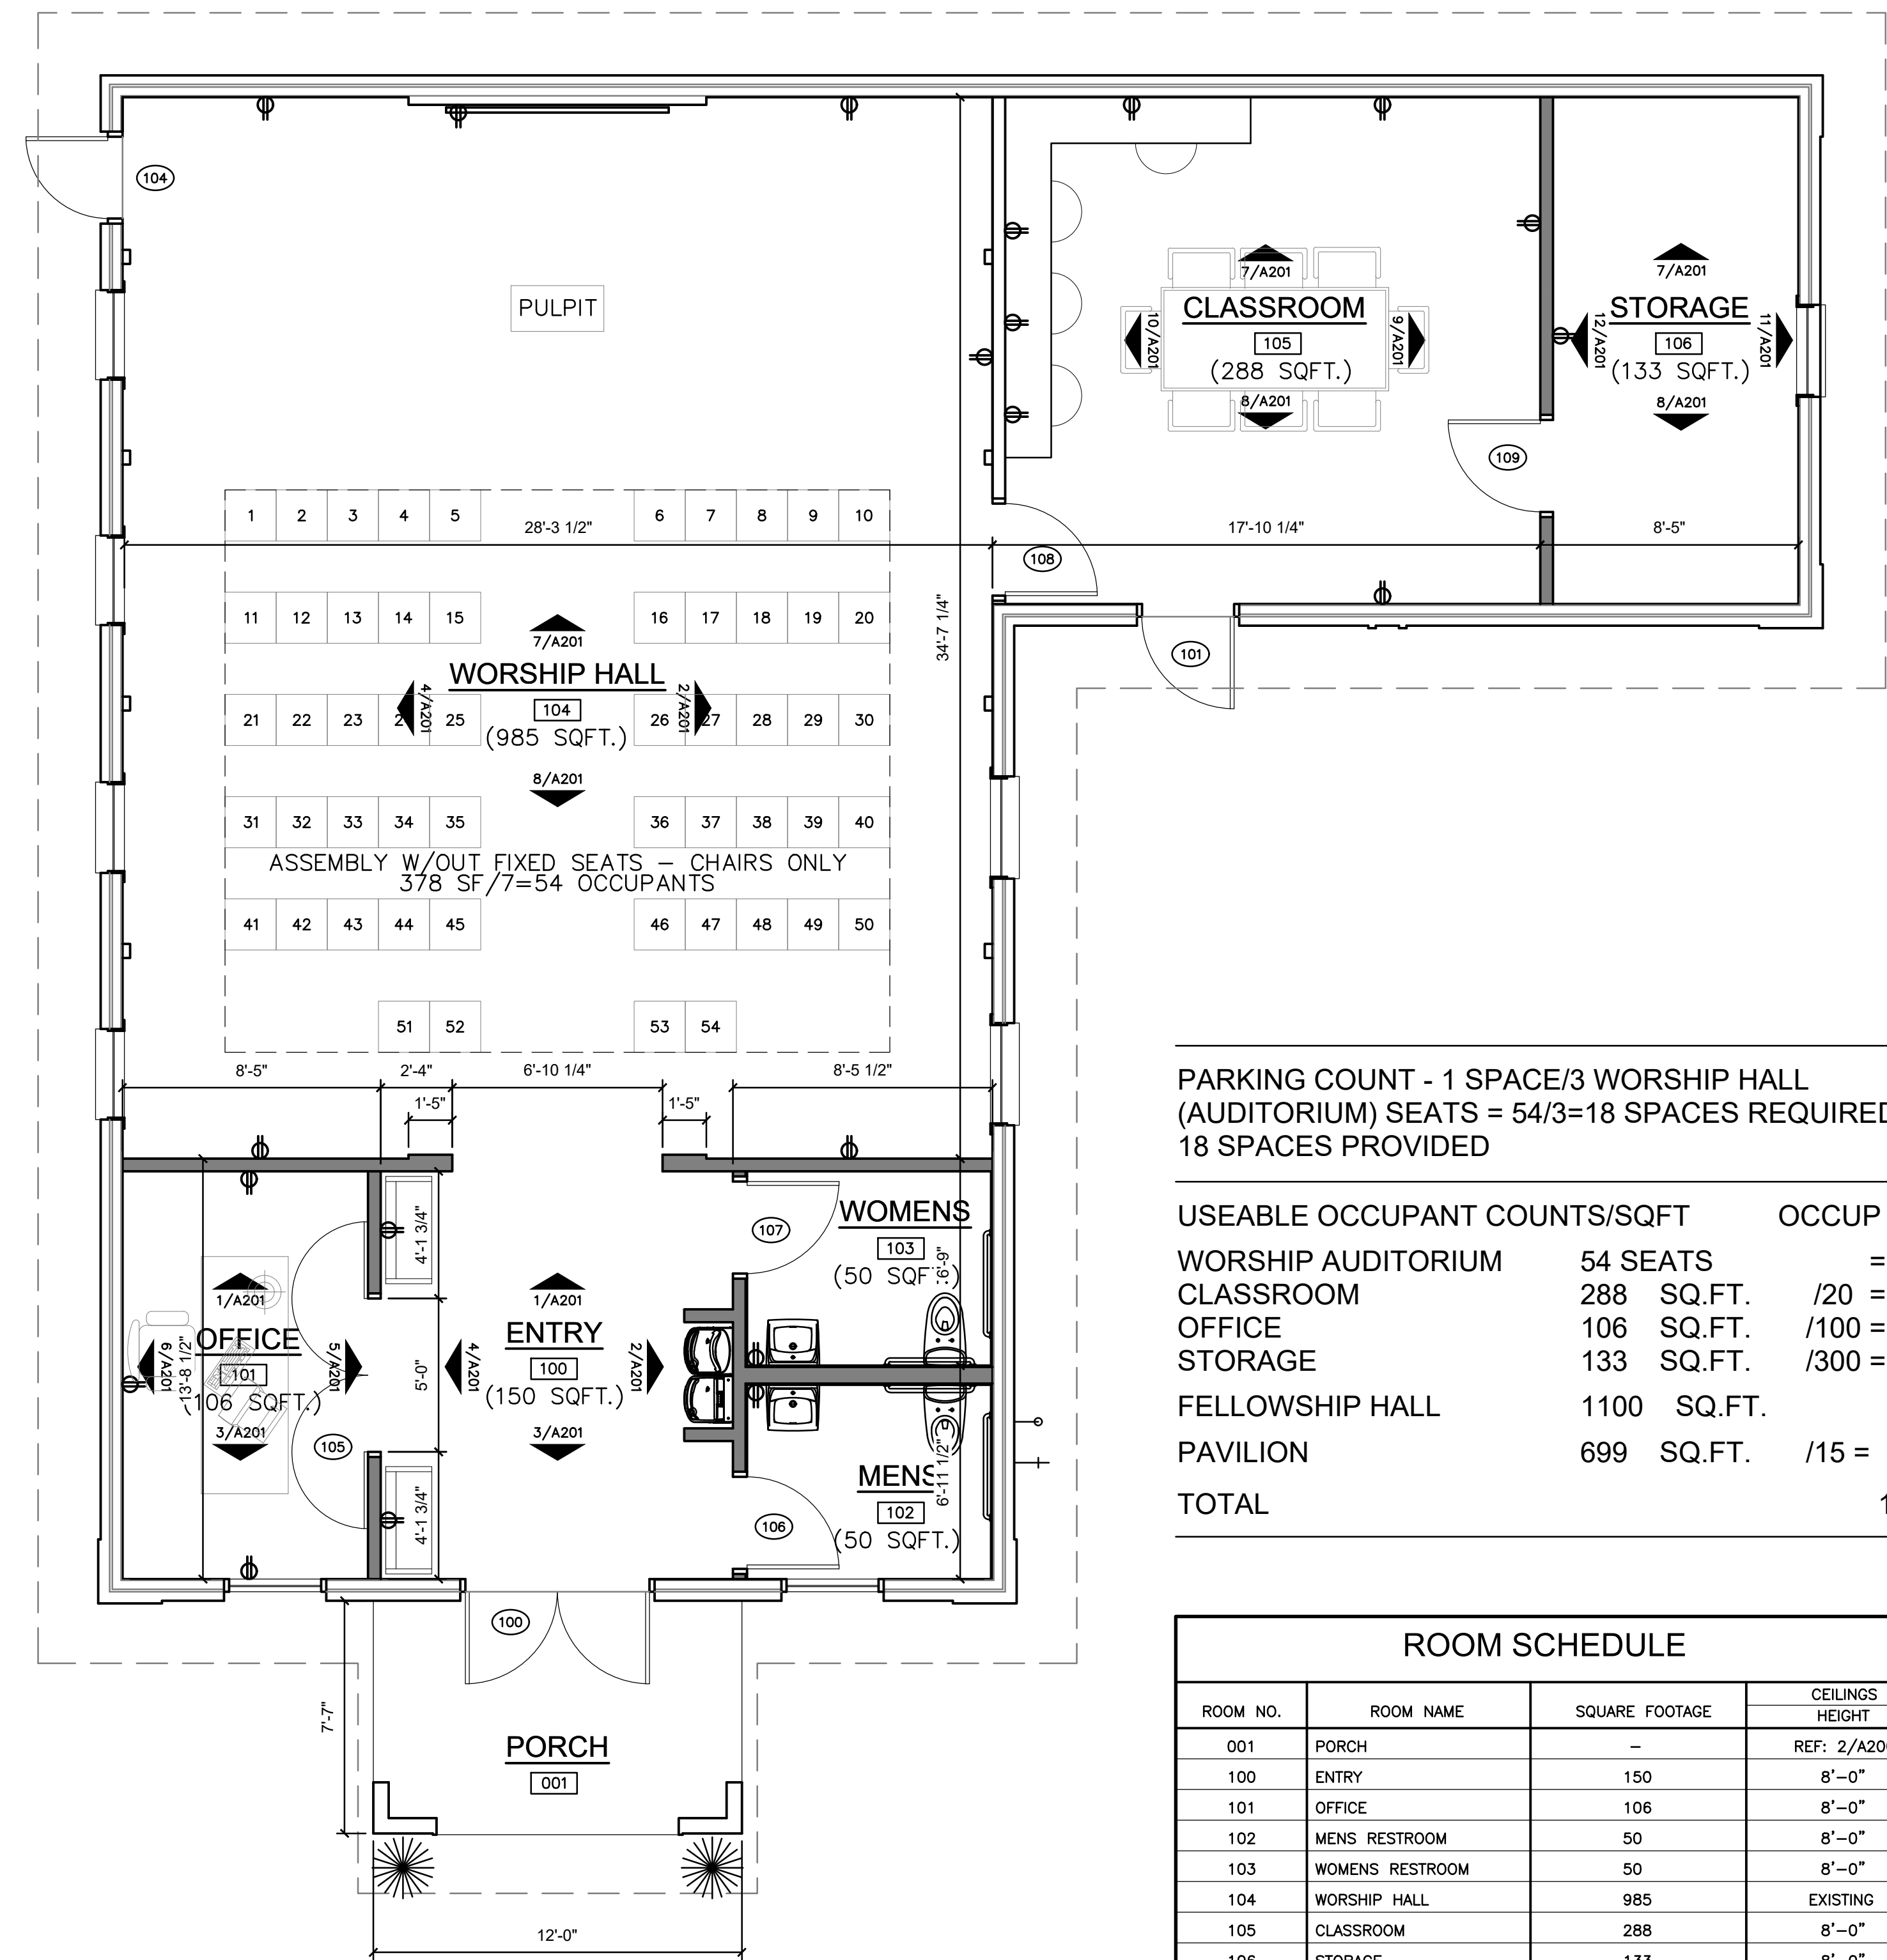 104
PULPIT
7/A201
CLASSROOM
105
(288 SQFT.)
10/A201
9/A201
8/A201
7/A201
STORAGE
106
(133 SQFT.)
12/A201
11/A201
8/A201
109
1 2 3 4 5 6 7 8 9 10
28'-3 1/2"
17'-10 1/4"
8'-5"
108
34'-7 1/4"
11 12 13 14 15 16 17 18 19 20
7/A201
101
WORSHIP HALL
104
(985 SQFT.)
4/A201
2/A201
21 22 23 25 26 27 28 29 30
8/A201
31 32 33 34 35 36 37 38 39 40
ASSEMBLY W/OUT FIXED SEATS – CHAIRS ONLY
378 SF/7=54 OCCUPANTS
41 42 43 44 45 46 47 48 49 50
51 52 53 54
8'-5"
2'-4"
6'-10 1/4"
8'-5 1/2"
1'-5"
1'-5"
4'-1 3/4"
107
WOMENS
103
(50 SQFT.)
6'-9"
1/A201
OFFICE
101
(106 SQFT.)
6/A201
13'-8 1/2"
5/A201
3/A201
105
5'-0"
4'-1 3/4"
1/A201
ENTRY
100
(150 SQFT.)
4/A201
2/A201
3/A201
MENS
102
(50 SQFT.)
6'-11 1/2"
106
100
7'-7"
PORCH
001
12'-0"
PARKING COUNT - 1 SPACE/3 WORSHIP HALL
(AUDITORIUM) SEATS = 54/3=18 SPACES REQUIRED
18 SPACES PROVIDED
USEABLE OCCUPANT COUNTS/SQFT OCCUP
WORSHIP AUDITORIUM 54 SEATS =
CLASSROOM 288 SQ.FT. /20 =
OFFICE 106 SQ.FT. /100 =
STORAGE 133 SQ.FT. /300 =
FELLOWSHIP HALL 1100 SQ.FT.
PAVILION 699 SQ.FT. /15 =
TOTAL
ROOM SCHEDULE
ROOM NO. ROOM NAME SQUARE FOOTAGE CEILINGS
HEIGHT
001 PORCH – REF: 2/A20
100 ENTRY 150 8'–0"
101 OFFICE 106 8'–0"
102 MENS RESTROOM 50 8'–0"
103 WOMENS RESTROOM 50 8'–0"
104 WORSHIP HALL 985 EXISTING
105 CLASSROOM 288 8'–0"
106 STORAGE 133 8'–0"